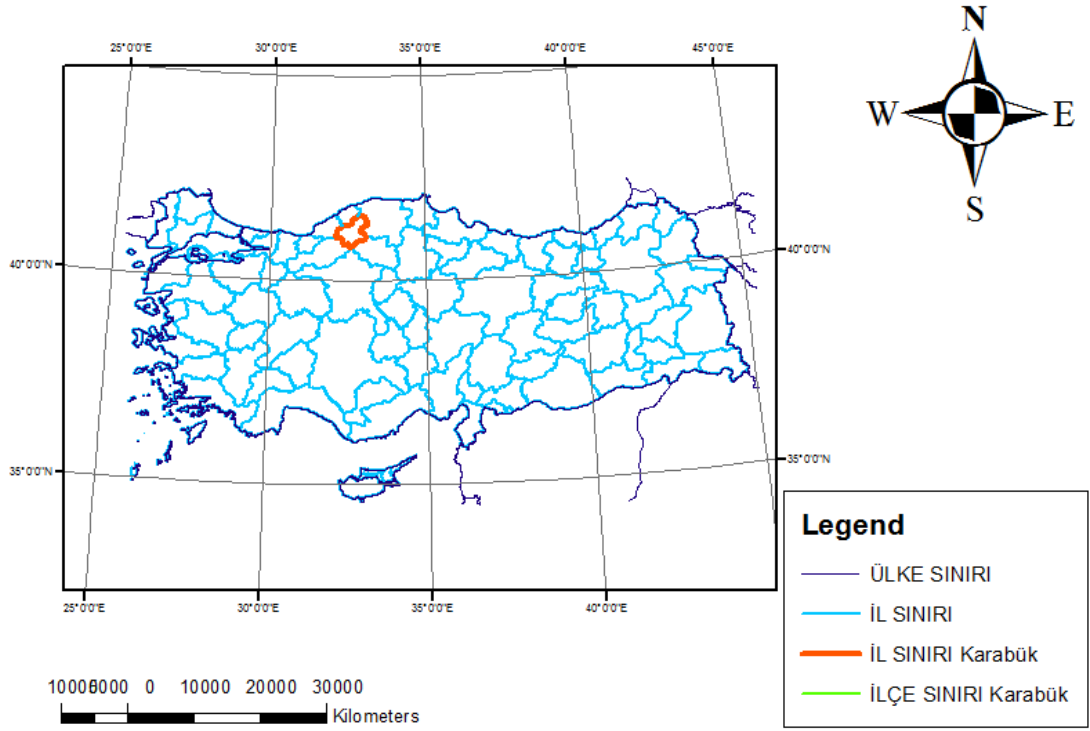 N
W E
S
25°0'0"E 30°0'0"E 35°0'0"E 40°0'0"E 45°0'0"E
40°0'0"N 40°0'0"N
35°0'0"N 35°0'0"N
25°0'0"E 30°0'0"E 35°0'0"E 40°0'0"E
Legend
ÜLKE SINIRI
İL SINIRI
İL SINIRI Karabük
İLÇE SINIRI Karabük
0 10000 20000 30000
Kilometers